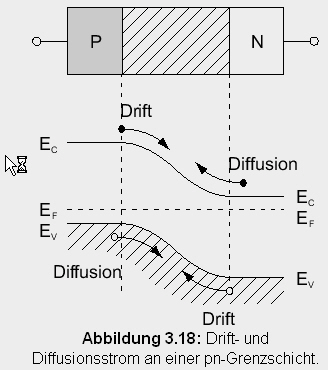 P
N
Drift
E_C
Diffusion
E_C
E_F
E_F
E_V
Diffusion
E_V
Drift
Abbildung 3.18: Drift- und
Diffusionsstrom an einer pn-Grenzschicht.